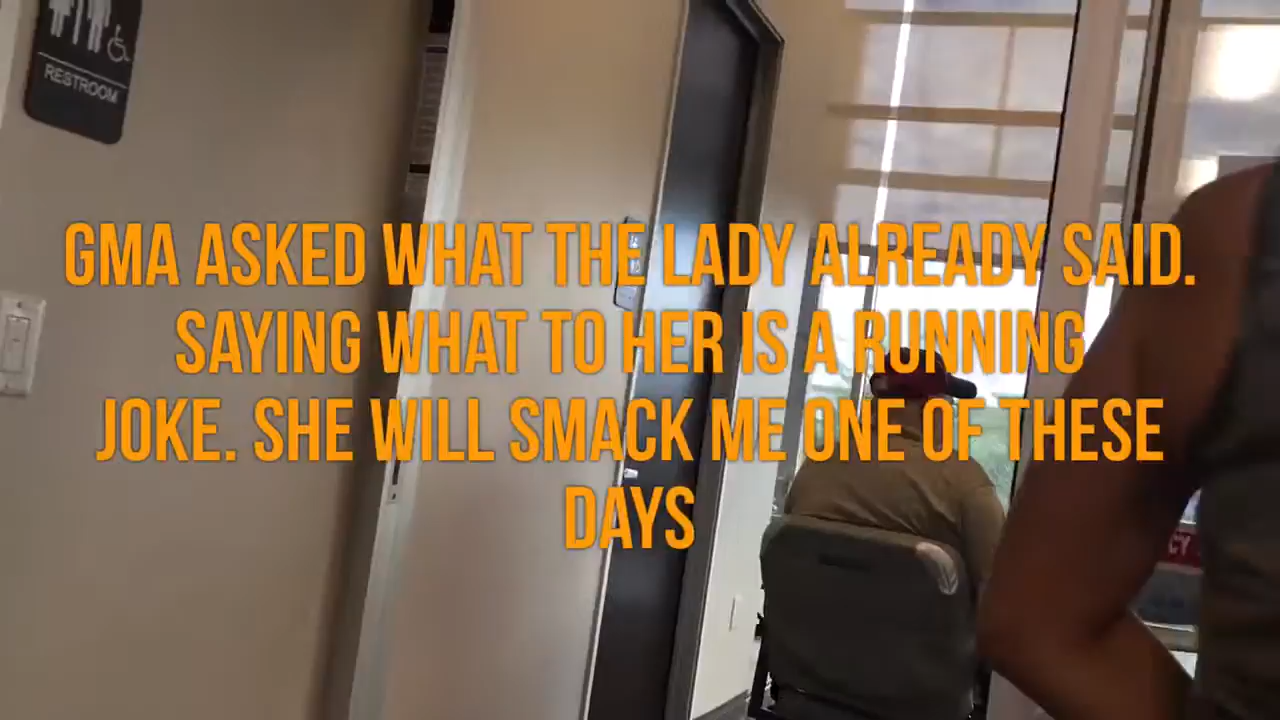 RESTROOM
GMA ASKED WHAT THE LADY ALREADY SAID.
SAYING WHAT TO HER IS A RUNNING
JOKE. SHE WILL SMACK ME ONE OF THESE
DAYS
CY